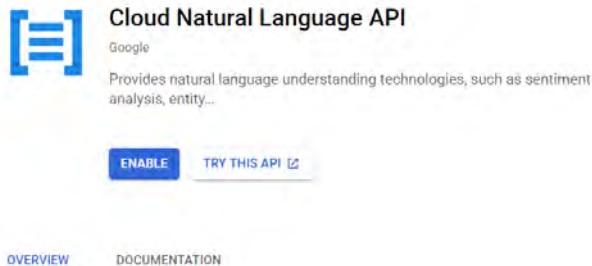 Cloud Natural Language API
Google
Provides natural language understanding technologies, such as sentiment
analysis, entity...
ENABLE TRY THIS API
OVERVIEW DOCUMENTATION